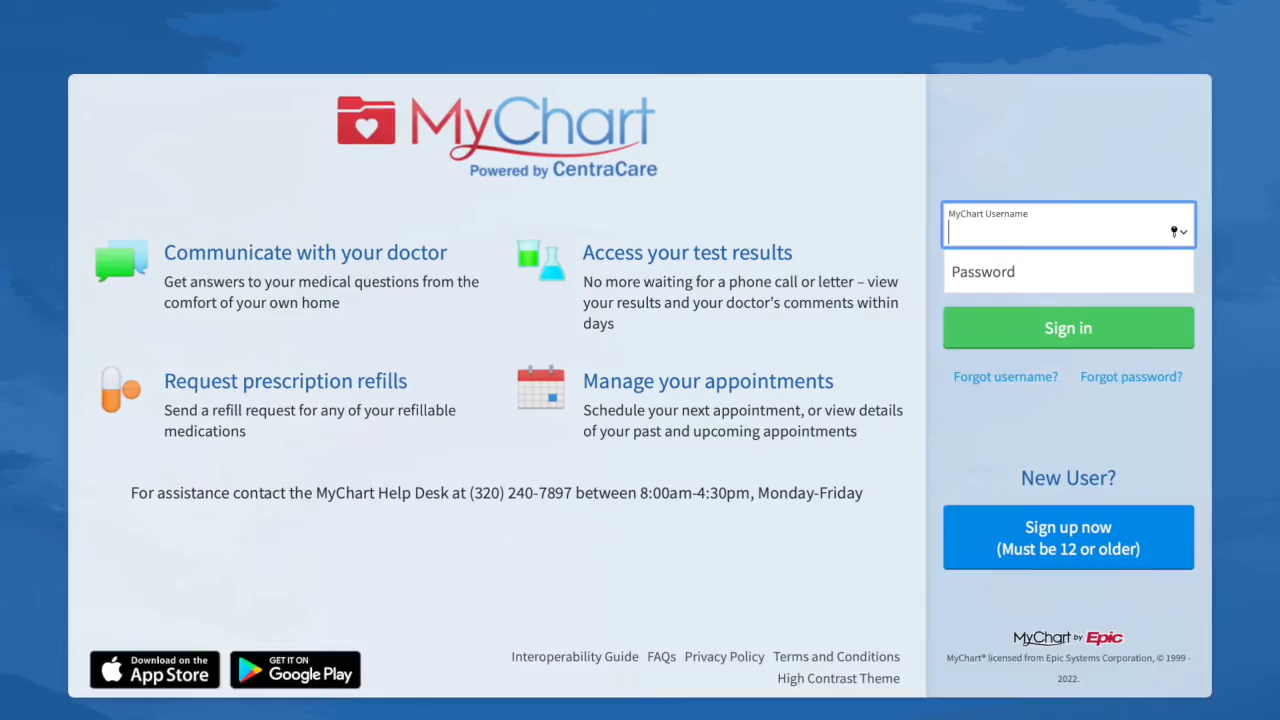 MyChart
Powered by CentraCare
Communicate with your doctor
Get answers to your medical questions from the
comfort of your own home
Access your test results
No more waiting for a phone call or letter – view
your results and your doctor's comments within
days
Request prescription refills
Send a refill request for any of your refillable
medications
Manage your appointments
Schedule your next appointment, or view details
of your past and upcoming appointments
For assistance contact the MyChart Help Desk at (320) 240-7897 between 8:00am-4:30pm, Monday-Friday
Download on the
App Store
GET IT ON
Google Play
Interoperability Guide FAQs Privacy Policy Terms and Conditions
High Contrast Theme
MyChart Username
Password
Sign in
Forgot username? Forgot password?
New User?
Sign up now
(Must be 12 or older)
MyChart by Epic
MyChart® licensed from Epic Systems Corporation, © 1999 -
2022.